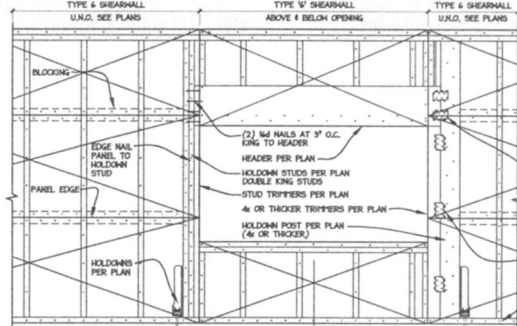 TYPE 6 SHEARWALL
U.N.O. SEE PLANS
TYPE '6' SHEARWALL
ABOVE & BELOW OPENING
TYPE 6 SHEARWALL
U.N.O. SEE PLANS
BLOCKING
EDGE NAIL
PANEL TO
HOLDOWN
STUD
PANEL EDGE
HOLDOWNS
PER PLAN
(2) 16d NAILS AT 3" O.C.
KING TO HEADER
HEADER PER PLAN
HOLDOWN STUDS PER PLAN
DOUBLE KING STUDS
STUD TRIMMERS PER PLAN
4x OR THICKER TRIMMERS PER PLAN
HOLDOWN POST PER PLAN
(4x OR THICKER)